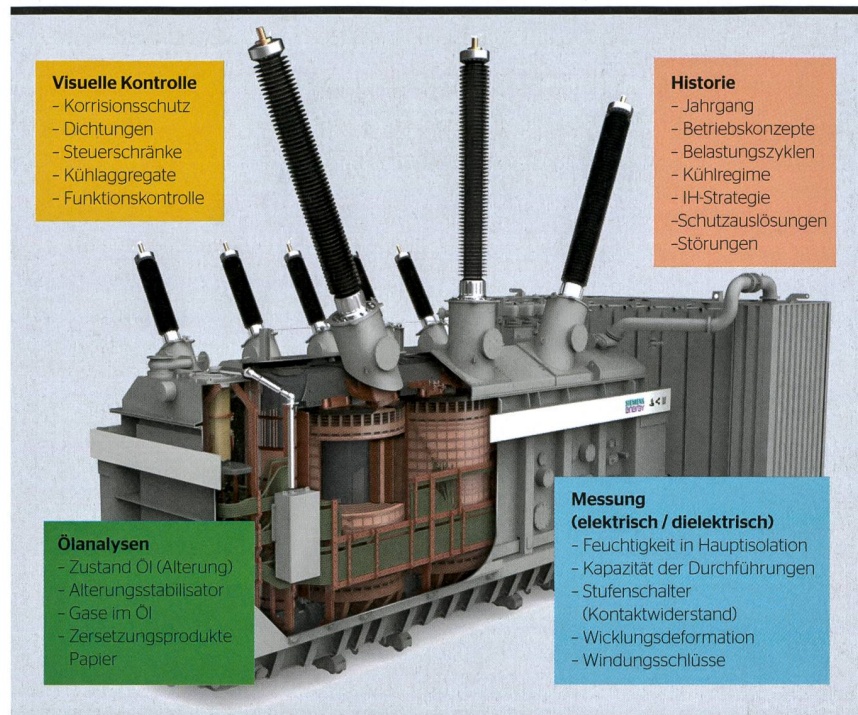 Visuelle Kontrolle
- Korrisionsschutz
- Dichtungen
- Steuerschränke
- Kühlaggregate
- Funktionskontrolle
Historie
- Jahrgang
- Betriebskonzepte
- Belastungszyklen
- Kühlregime
- IH-Strategie
-Schutzauslösungen
-Störungen
SIEMENS
energy
Ölanalysen
- Zustand Öl (Alterung)
- Alterungsstabilisator
- Gase im Öl
- Zersetzungsprodukte
Papier
Messung
(elektrisch / dielektrisch)
- Feuchtigkeit in Hauptisolation
- Kapazität der Durchführungen
- Stufenschalter
(Kontaktwiderstand)
- Wicklungsdeformation
- Windungsschlüsse